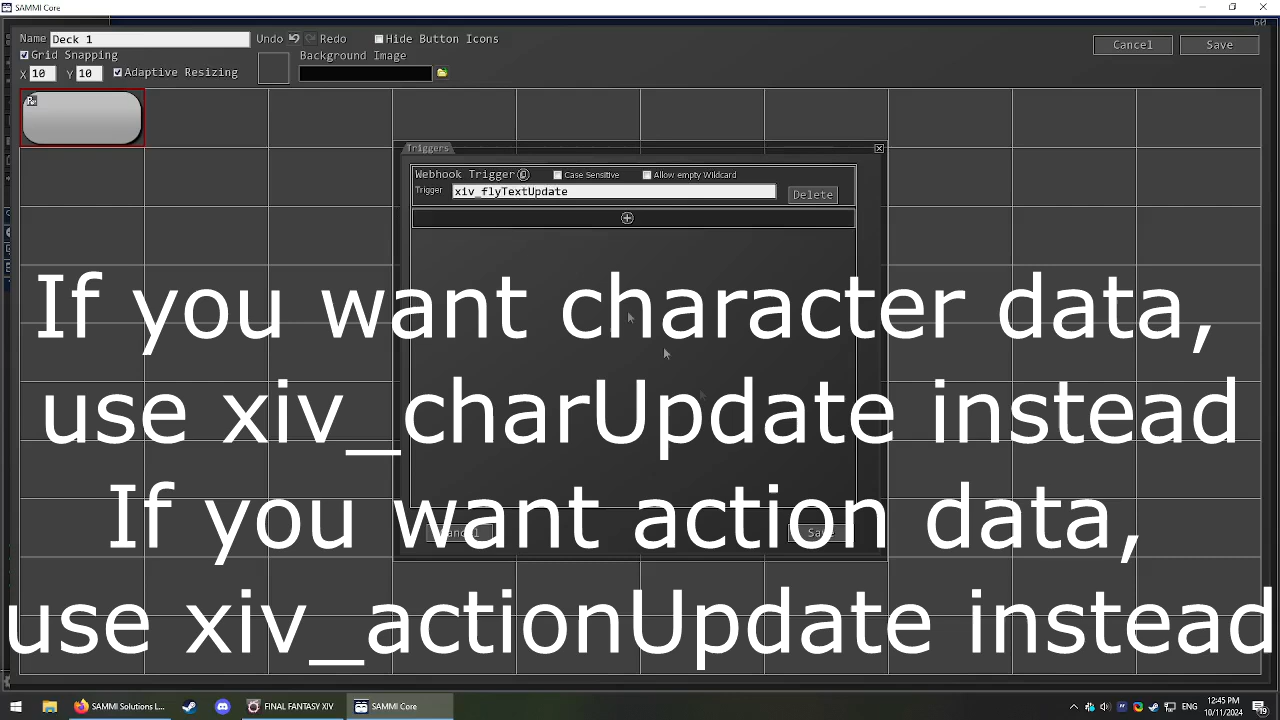 SAMMI Core
60
Name Deck 1 Undo Redo Hide Button Icons
Grid Snapping Background Image Cancel Save
X 10 Y 10 Adaptive Resizing
Triggers
Webhook Trigger Case Sensitive Allow empty Wildcard
Trigger xiv_flyTextUpdate Delete
If you want character data,
use xiv_charUpdate instead
If you want action data,
Cancel Save
use xiv_actionUpdate instead
SAMMI Solutions L... FINAL FANTASY XIV SAMMI Core ENG 12:45 PM
10/11/2024